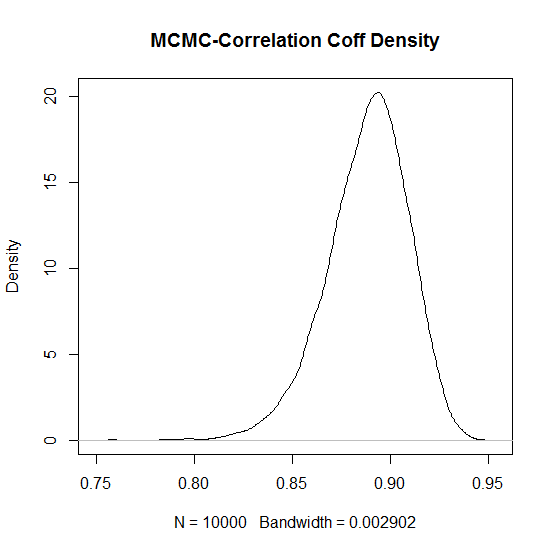 MCMC-Correlation Coff Density
Density
20
15
10
5
0
0.75 0.80 0.85 0.90 0.95
N = 10000 Bandwidth = 0.002902